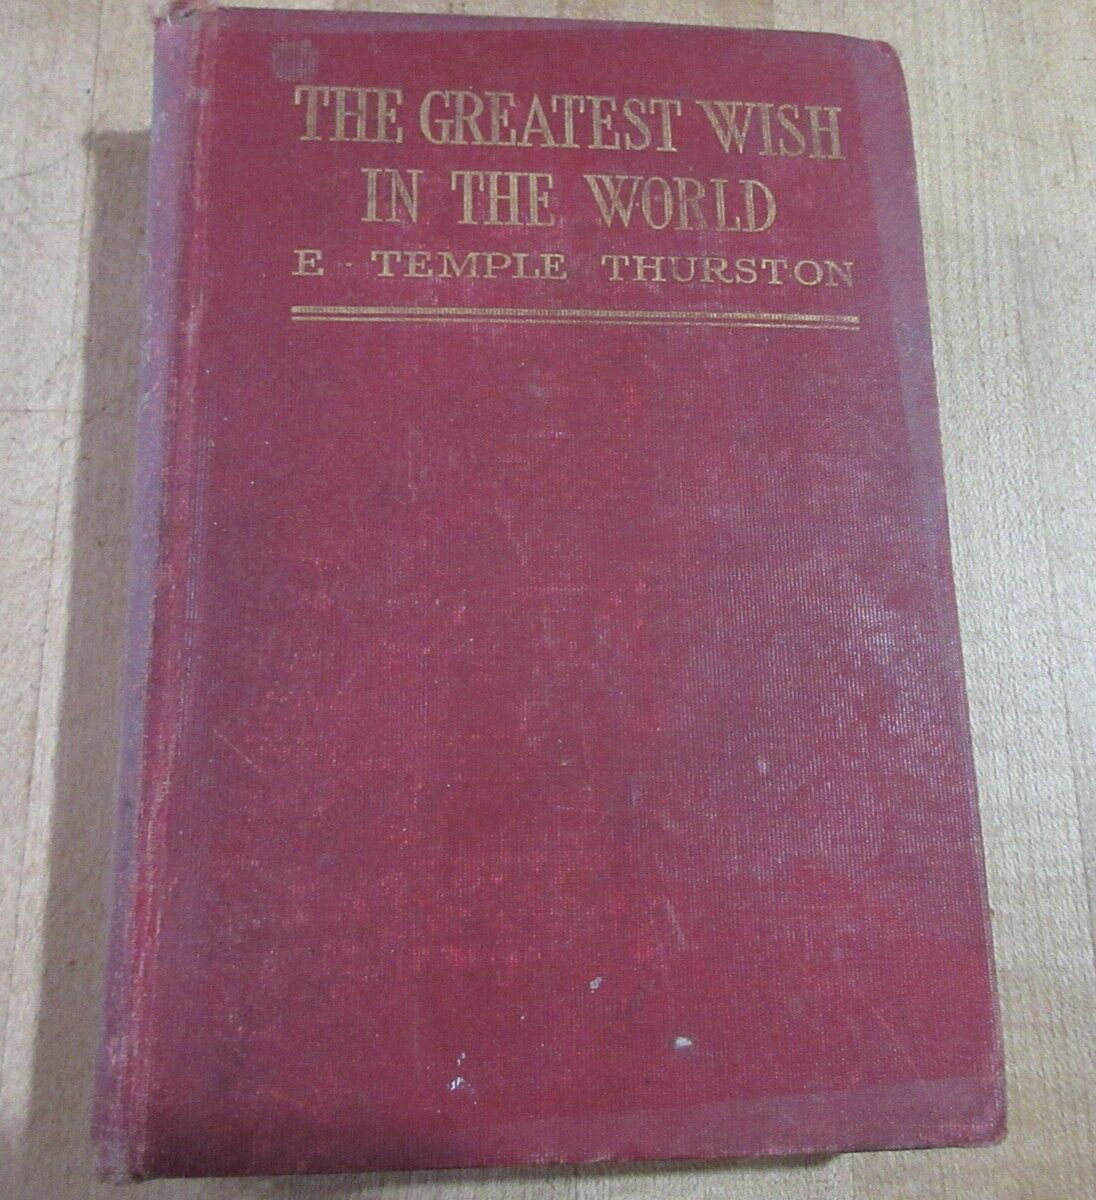 THE GREATEST WISH
IN THE WORLD
E · TEMPLE THURSTON